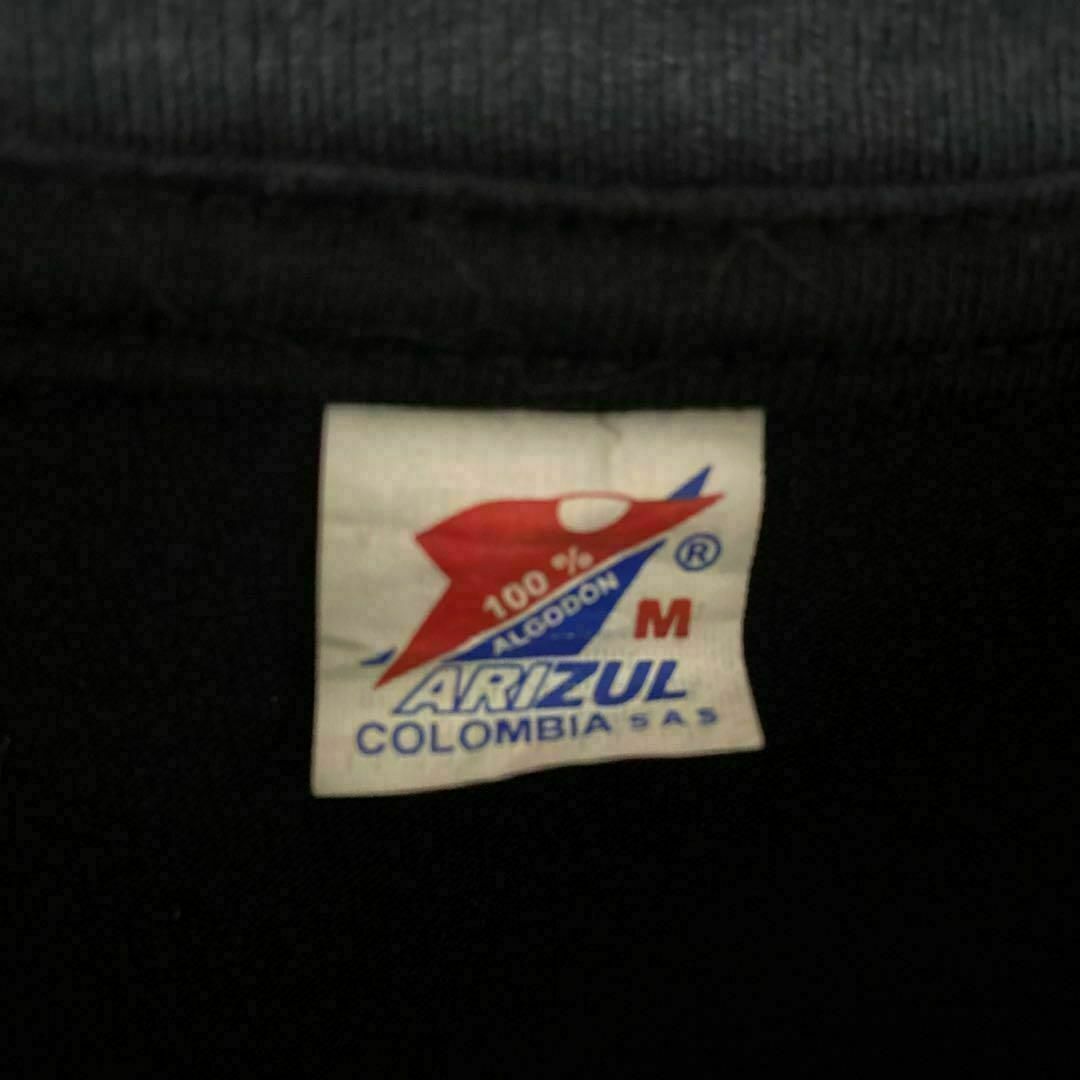 100 %
ALGODON
®
M
ARIZUL
COLOMBIA S A S